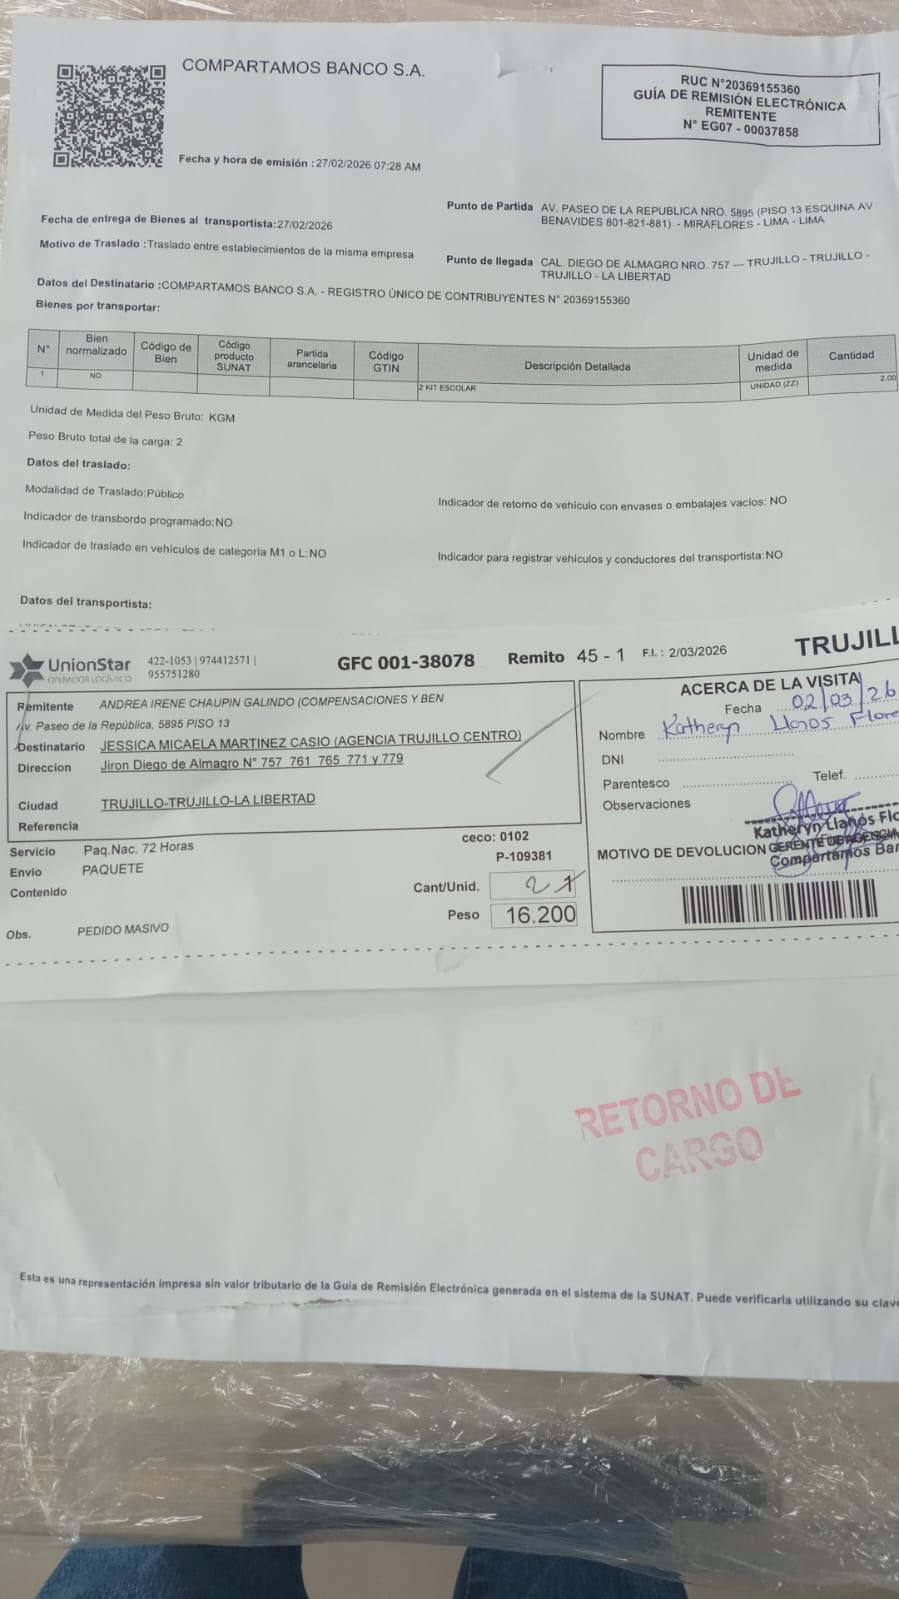 COMPARTAMOS BANCO S.A.
RUC N°20369155360
GUÍA DE REMISIÓN ELECTRÓNICA
REMITENTE
N° EG07 - 00037858
Fecha y hora de emisión :27/02/2026 07:28 AM
Fecha de entrega de Bienes al transportista:27/02/2026
Punto de Partida AV. PASEO DE LA REPUBLICA NRO. 5895 (PISO 13 ESQUINA AV
BENAVIDES 801-821-881) - MIRAFLORES - LIMA - LIMA
Motivo de Traslado :Traslado entre establecimientos de la misma empresa
Punto de llegada CAL. DIEGO DE ALMAGRO NRO. 757 --- TRUJILLO - TRUJILLO -
TRUJILLO - LA LIBERTAD
Datos del Destinatario :COMPARTAMOS BANCO S.A. - REGISTRO ÚNICO DE CONTRIBUYENTES N° 20369155360
Bienes por transportar:
N° Bien normalizado Código de Bien Código producto SUNAT Partida arancelaria Código GTIN Descripción Detallada Unidad de medida Cantidad
1 NO 2 KIT ESCOLAR UNIDAD (ZZ) 2.00
Unidad de Medida del Peso Bruto: KGM
Peso Bruto total de la carga: 2
Datos del traslado:
Modalidad de Traslado:Público
Indicador de retorno de vehiculo con envases o embalajes vacios: NO
Indicador de transbordo programado:NO
Indicador de traslado en vehiculos de categoria M1 o L:NO
Indicador para registrar vehiculos y conductores del transportista:NO
Datos del transportista:
UnionStar
OPERADOR LOGÍSTICO
422-1053 | 974412571 |
955751280
GFC 001-38078
Remito 45 - 1
F.I. : 2/03/2026
TRUJILL
Remitente ANDREA IRENE CHAUPIN GALINDO (COMPENSACIONES Y BEN
Av. Paseo de la República, 5895 PISO 13
Destinatario JESSICA MICAELA MARTINEZ CASIO (AGENCIA TRUJILLO CENTRO)
Direccion Jiron Diego de Almagro N° 757 761 765 771 y 779
Ciudad TRUJILLO-TRUJILLO-LA LIBERTAD
Referencia
ACERCA DE LA VISITA
Fecha 02/03/26
Nombre Katheryn Llanos Flore
DNI
Parentesco
Telef.
Observaciones
Katheryn Llanos Flo
GERENTE DE AGENCIA
Compartamos Ban
MOTIVO DE DEVOLUCION
Servicio Paq.Nac. 72 Horas
Envio PAQUETE
Contenido
Obs. PEDIDO MASIVO
ceco: 0102
P-109381
Cant/Unid.
Peso 16.200
RETORNO DE
CARGO
Esta es una representación impresa sin valor tributario de la Guia de Remisión Electrónica generada en el sistema de la SUNAT. Puede verificarla utilizando su clave